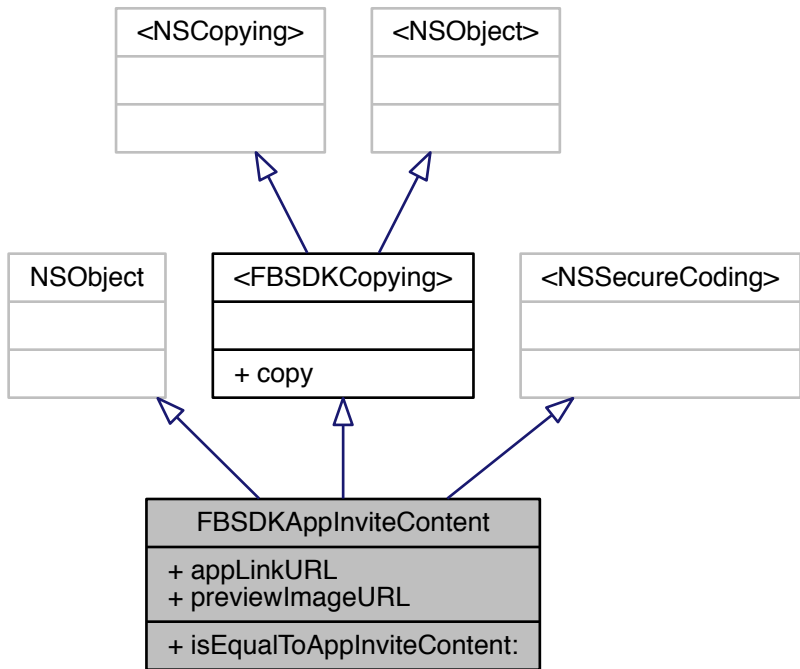 <NSCopying>
<NSObject>
NSObject
<FBSDKCopying>
+ copy
<NSSecureCoding>
FBSDKAppInviteContent
+ appLinkURL
+ previewImageURL
+ isEqualToAppInviteContent: